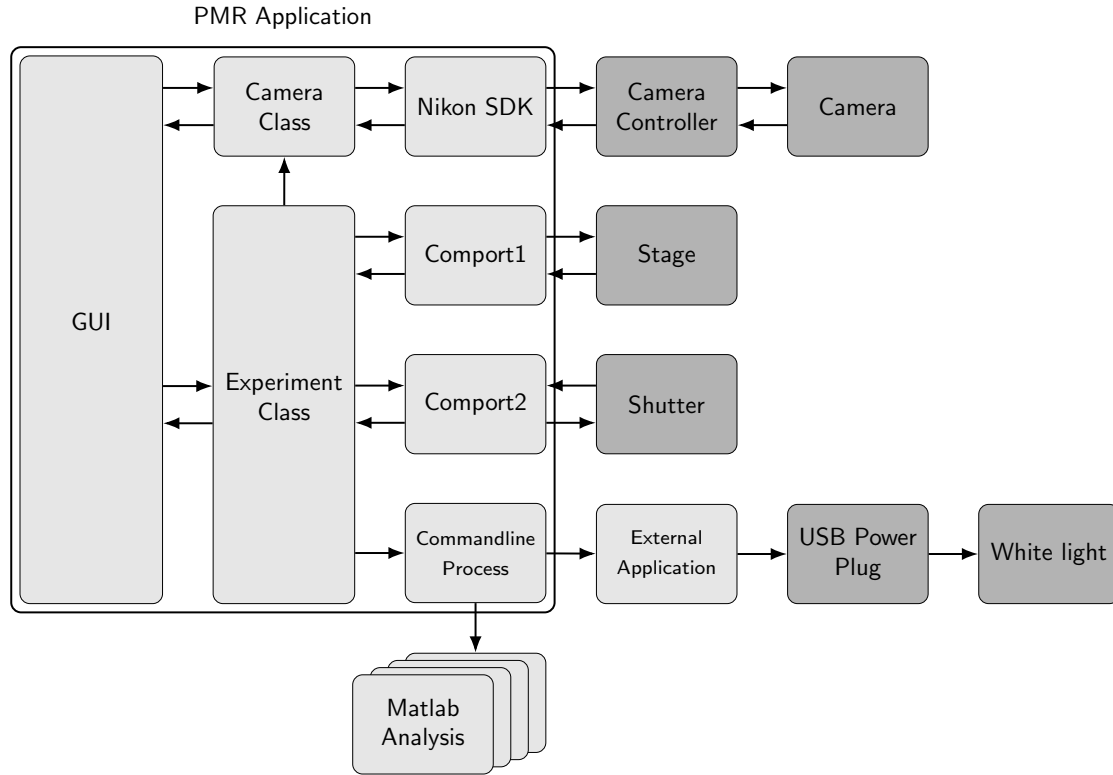 PMR Application
GUI
Camera
Class
Nikon SDK
Camera
Controller
Camera
Experiment
Class
Comport1
Stage
Comport2
Shutter
Commandline
Process
External
Application
USB Power
Plug
White light
Matlab
Analysis